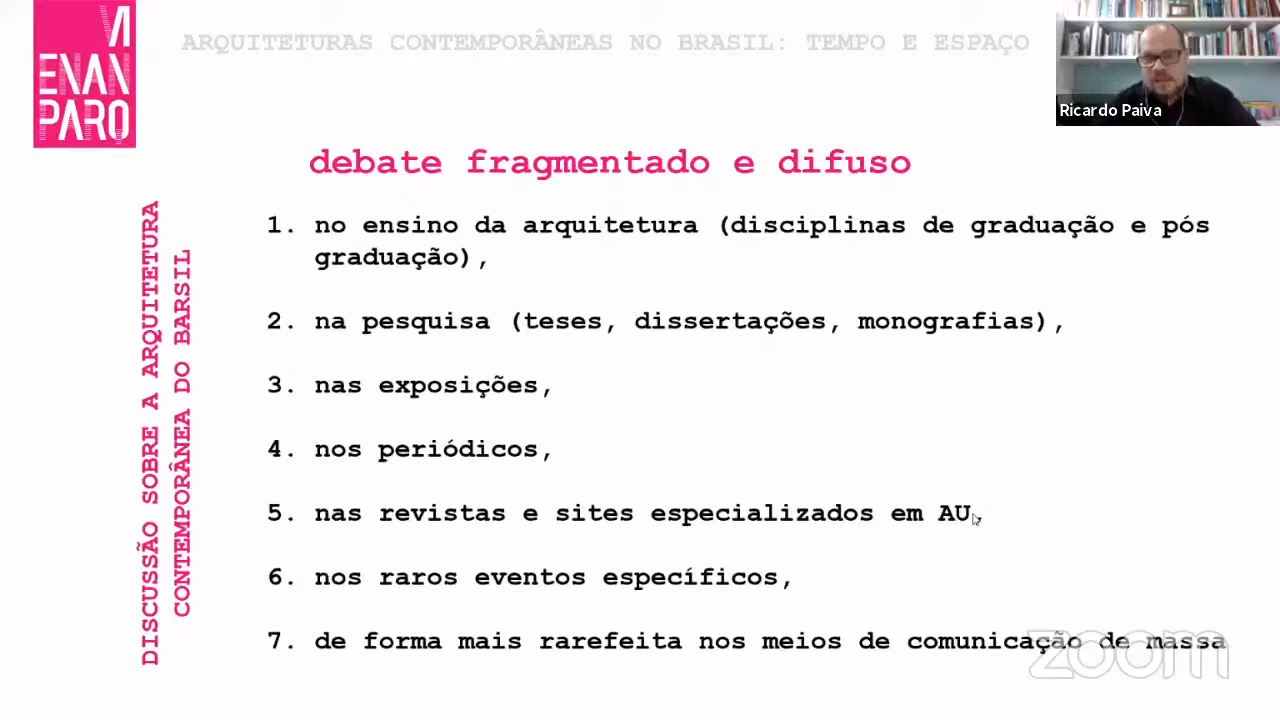 VI
ENAN
PARQ
ARQUITETURAS CONTEMPORÂNEAS NO BRASIL: TEMPO E ESPAÇO
Ricardo Paiva
debate fragmentado e difuso
DISCUSSÃO SOBRE A ARQUITETURA
CONTEMPORÂNEA DO BARSIL
1. no ensino da arquitetura (disciplinas de graduação e pós
graduação),
2. na pesquisa (teses, dissertações, monografias),
3. nas exposições,
4. nos periódicos,
5. nas revistas e sites especializados em AU,
6. nos raros eventos específicos,
7. de forma mais rarefeita nos meios de comunicação de massa
zoom